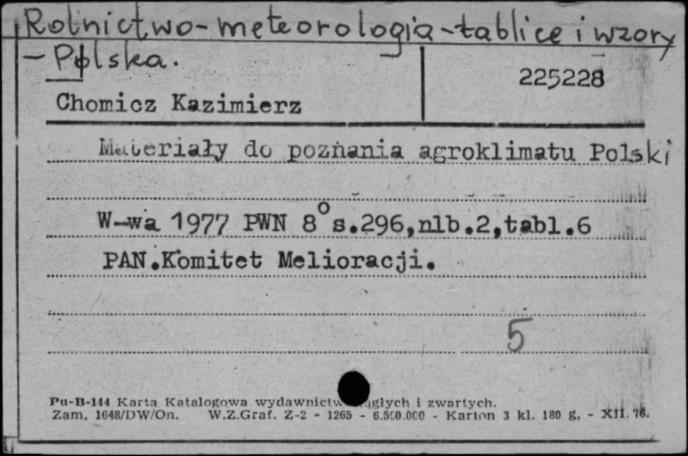 Rolnictwo-meteorologia-tablice i wzory
- Polska.
225228
Chomicz Kazimierz
Materiały do poznania agroklimatu Polski
W-wa 1977 PWN 8° s.296,nlb.2,tabl.6
PAN.Komitet Melioracji.
5
Pu-B-144 Karta Katalogowa wydawnictw ciągłych i zwartych.
Zam. 1648/DW/On. W.Z.Graf. Z-2 - 1265 - 6.500.000 - Karton 3 kl. 180 g. - XII. 76.